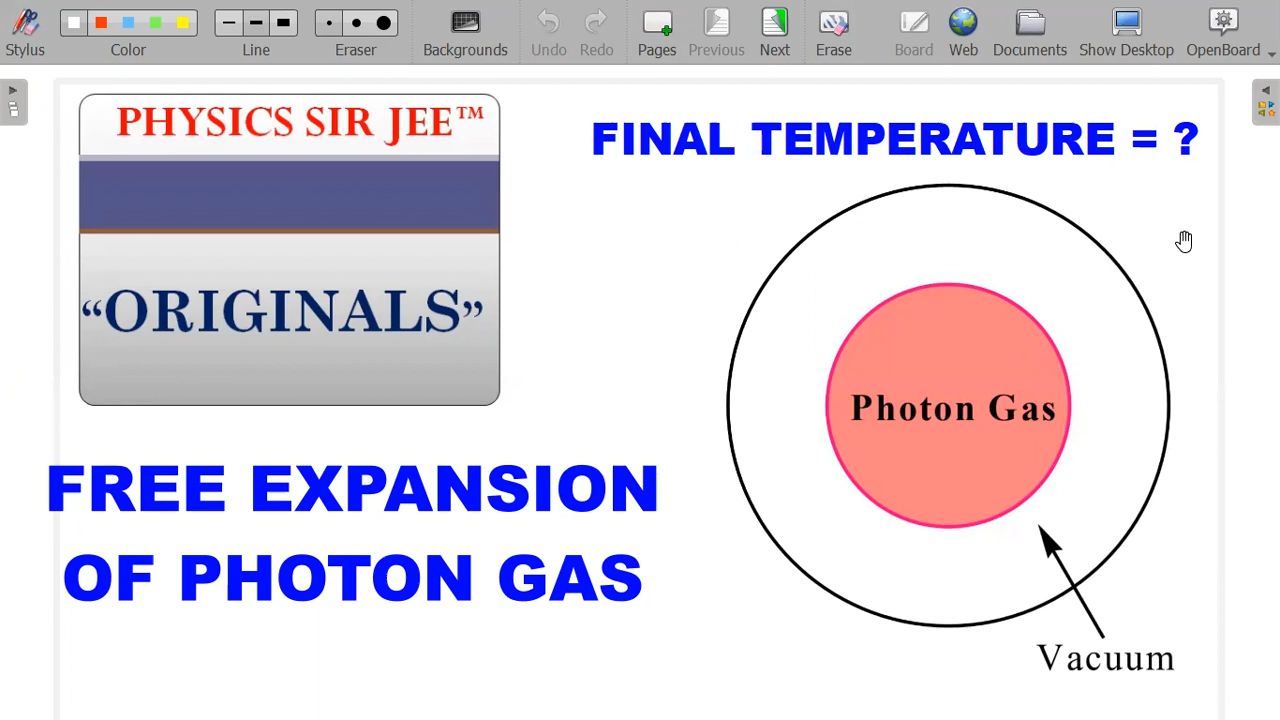 Stylus
Color
Line
Eraser
Backgrounds
Undo
Redo
Pages
Previous
Next
Erase
Board
Web
Documents
Show Desktop
OpenBoard
PHYSICS SIR JEE™
“ORIGINALS”
FINAL TEMPERATURE = ?
Photon Gas
Vacuum
FREE EXPANSION
OF PHOTON GAS